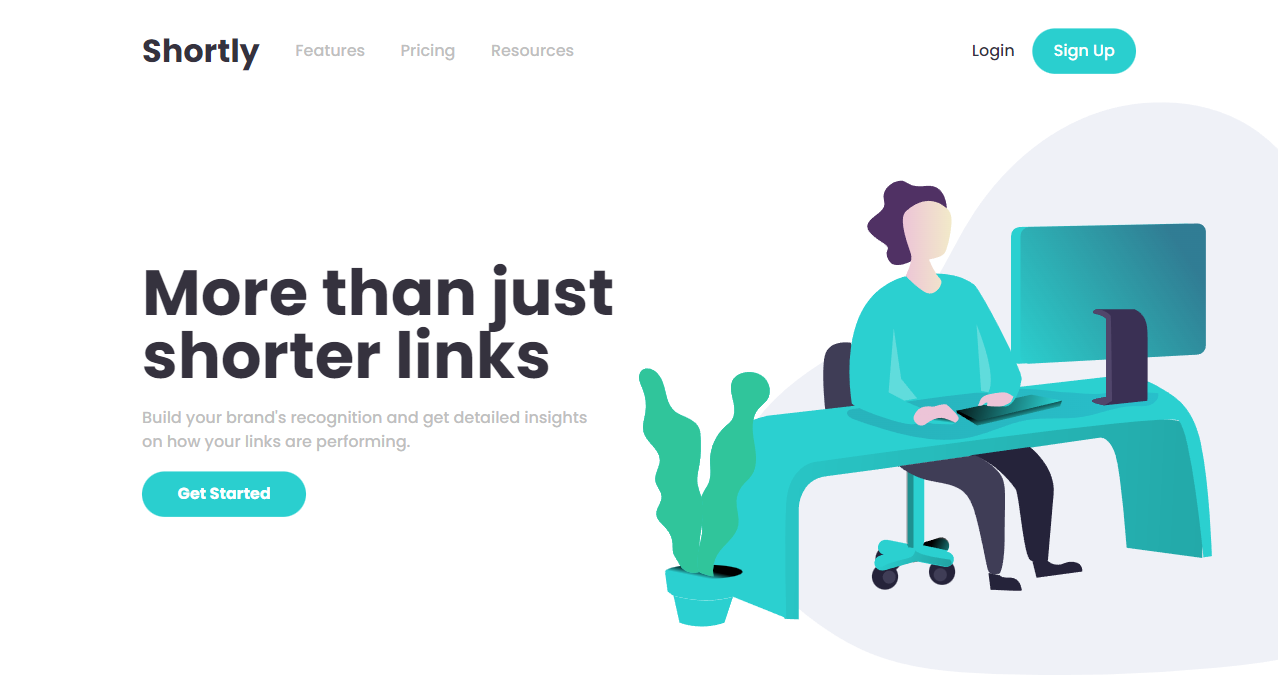 Shortly Features Pricing Resources Login Sign Up
More than just
shorter links
Build your brand's recognition and get detailed insights
on how your links are performing.
Get Started